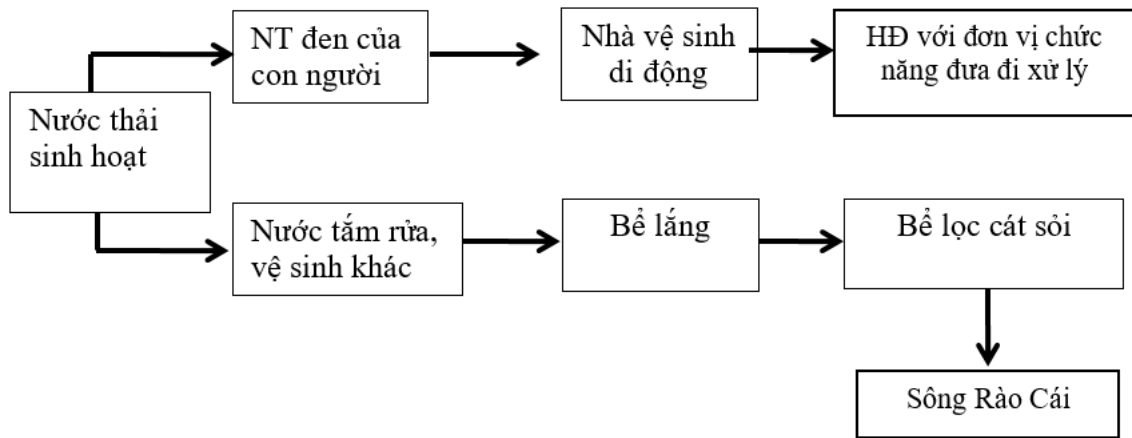 Nước thải
sinh hoạt
NT đen của
con người
Nhà vệ sinh
di động
HĐ với đơn vị chức
năng đưa đi xử lý
Nước tắm rửa,
vệ sinh khác
Bể lắng
Bể lọc cát sỏi
Sông Rào Cái